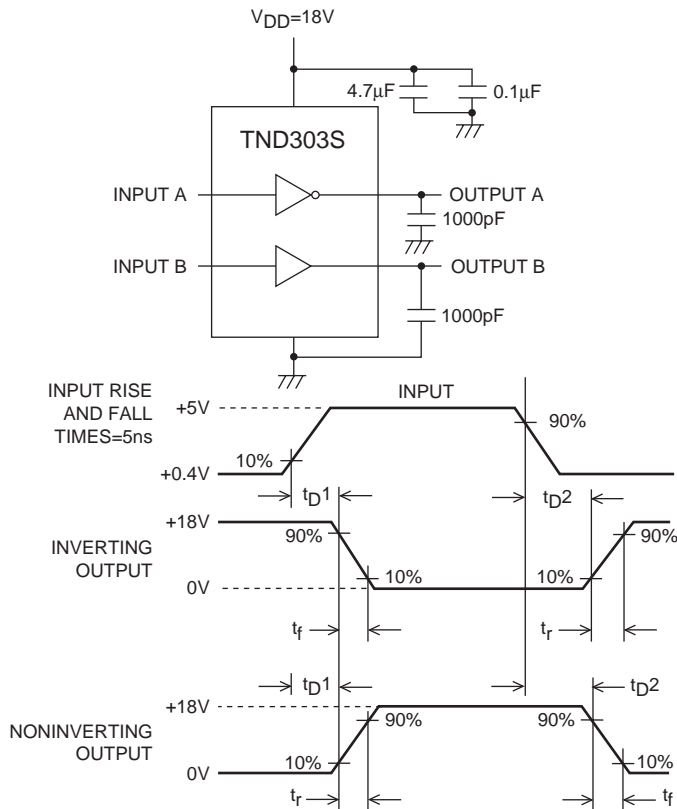 VDD=18V
4.7μF
0.1μF
TND303S
INPUT A
OUTPUT A
1000pF
INPUT B
OUTPUT B
1000pF
INPUT RISE
AND FALL
TIMES=5ns
+5V
INPUT
90%
10%
+0.4V
tD1
tD2
+18V
INVERTING
OUTPUT
90%
90%
10%
10%
0V
tf
tr
tD1
tD2
+18V
NONINVERTING
OUTPUT
90%
90%
10%
10%
0V
tr
tf